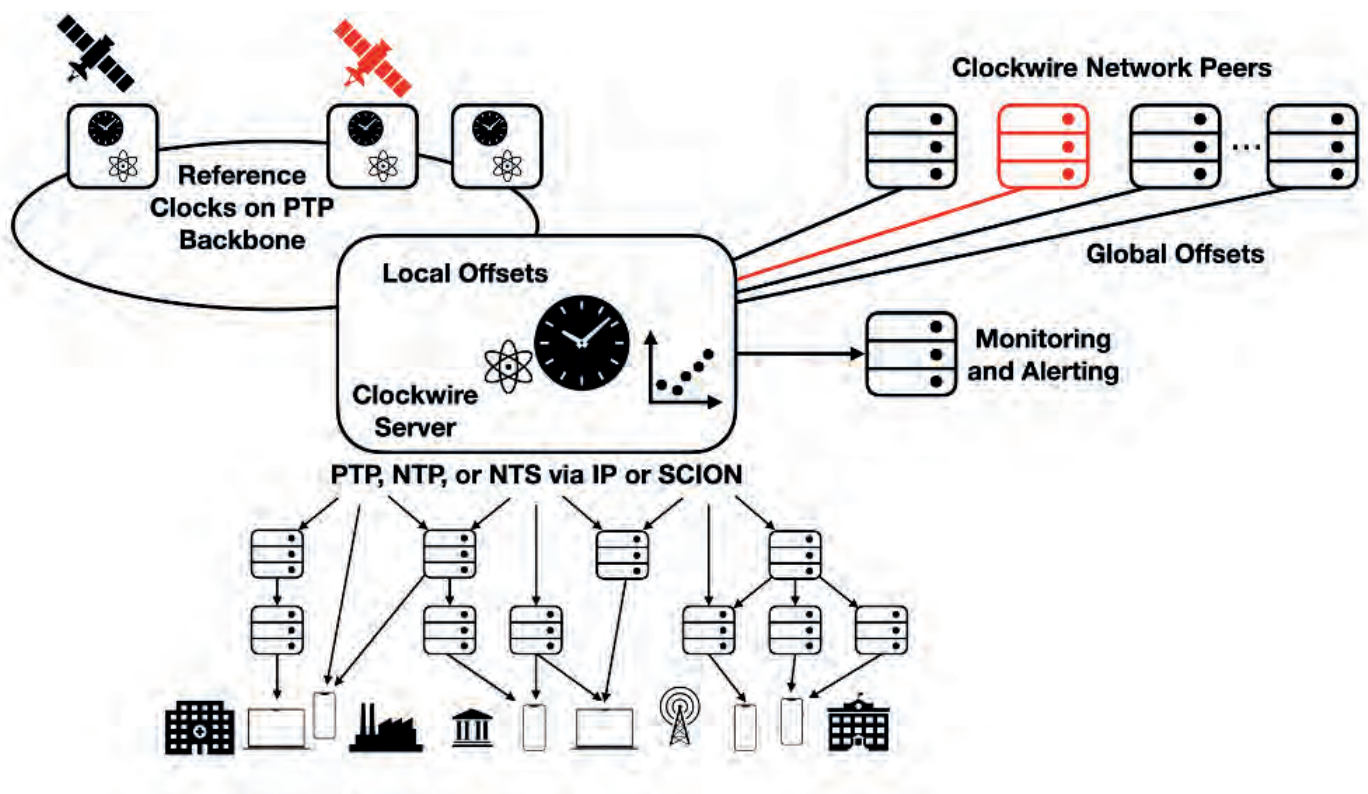 Clockwire Network Peers
Reference
Clocks on PTP
Backbone
Local Offsets
Global Offsets
Monitoring
and Alerting
Clockwire
Server
PTP, NTP, or NTS via IP or SCION